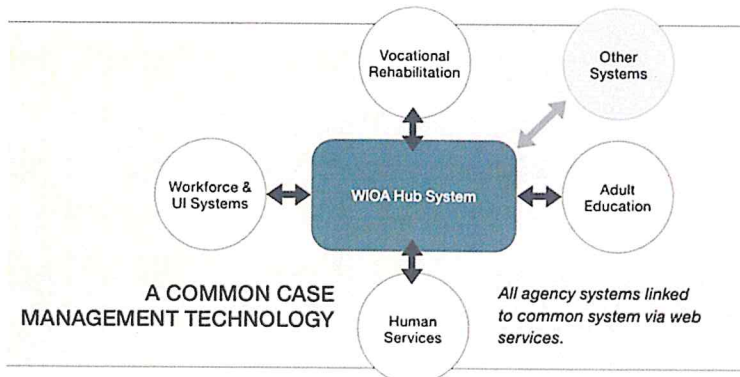 Vocational
Rehabilitation
Other
Systems
Workforce &
UI Systems
WIOA Hub System
Adult
Education
A COMMON CASE
MANAGEMENT TECHNOLOGY
Human
Services
All agency systems linked
to common system via web
services.